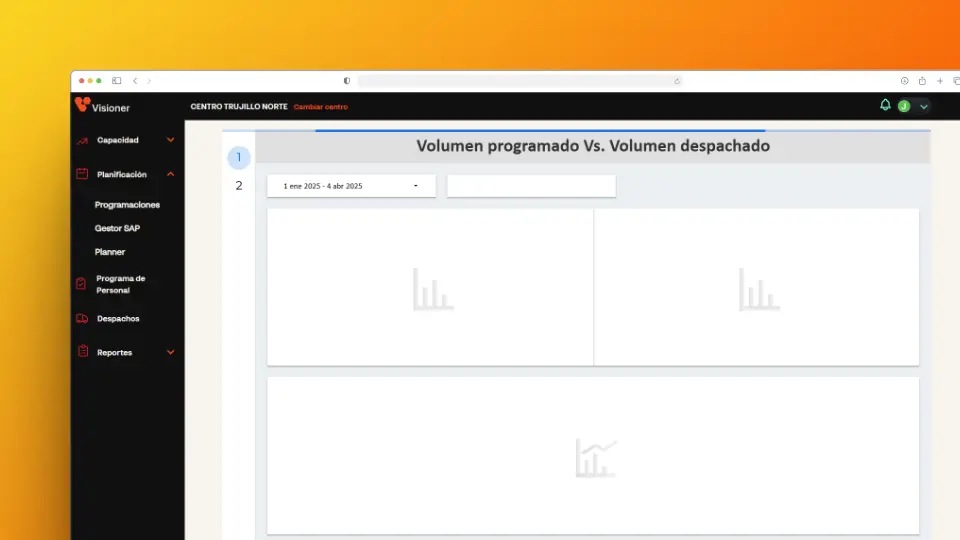 Visioner
CENTRO TRUJILLO NORTE Cambiar centro
J
Capacidad
Planificación
Programaciones
Gestor SAP
Planner
Programa de
Personal
Despachos
Reportes
1
2
Volumen programado Vs. Volumen despachado
1 ene 2025 - 4 abr 2025